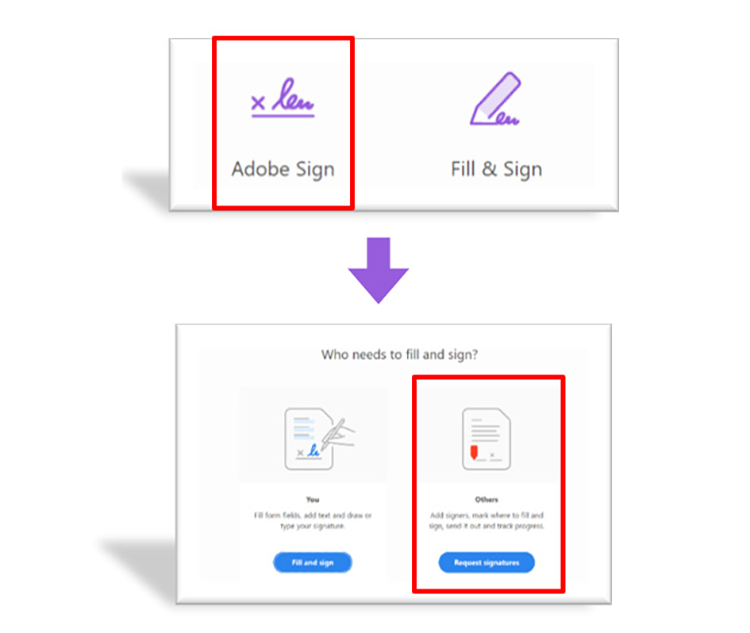 Adobe Sign
Fill & Sign
Who needs to fill and sign?
You
Fill form fields, add text and draw or
type your signature.
Fill and sign
Others
Add signers, mark where to fill and
sign, send it out and track progress.
Request signatures